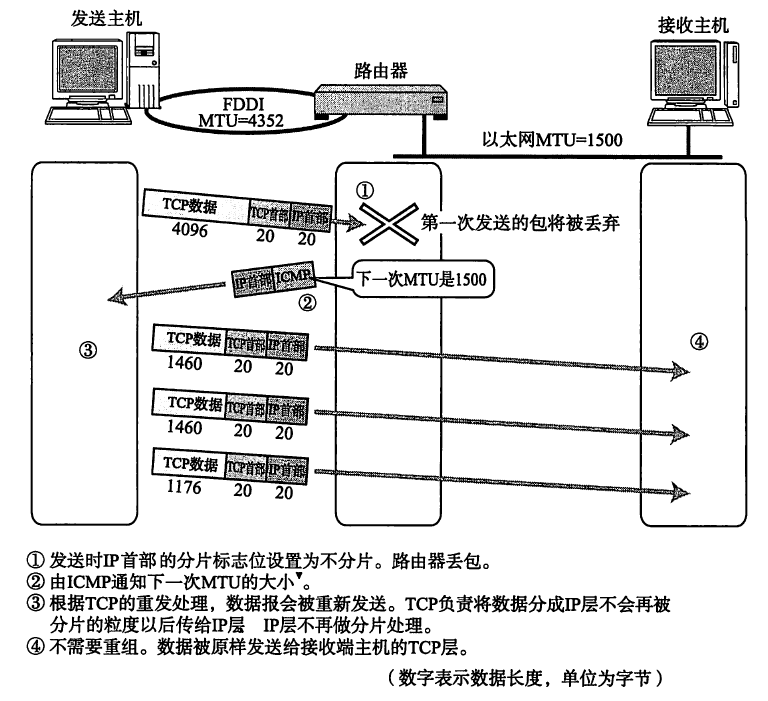 发送主机
接收主机
路由器
FDDI
MTU=4352
以太网MTU=1500
①
TCP数据 TCP首部 IP首部
4096 20 20
第一次发送的包将被丢弃
IP首部 ICMP
下一次MTU是1500
②
③
④
TCP数据 TCP首部 IP首部
1460 20 20
TCP数据 TCP首部 IP首部
1460 20 20
TCP数据 TCP首部 IP首部
1176 20 20
① 发送时IP首部的分片标志位设置为不分片。路由器丢包。
② 由ICMP通知下一次MTU的大小▼。
③ 根据TCP的重发处理，数据报会被重新发送。TCP负责将数据分成IP层不会再被
分片的粒度以后传给IP层 IP层不再做分片处理。
④ 不需要重组。数据被原样发送给接收端主机的TCP层。
（数字表示数据长度，单位为字节）